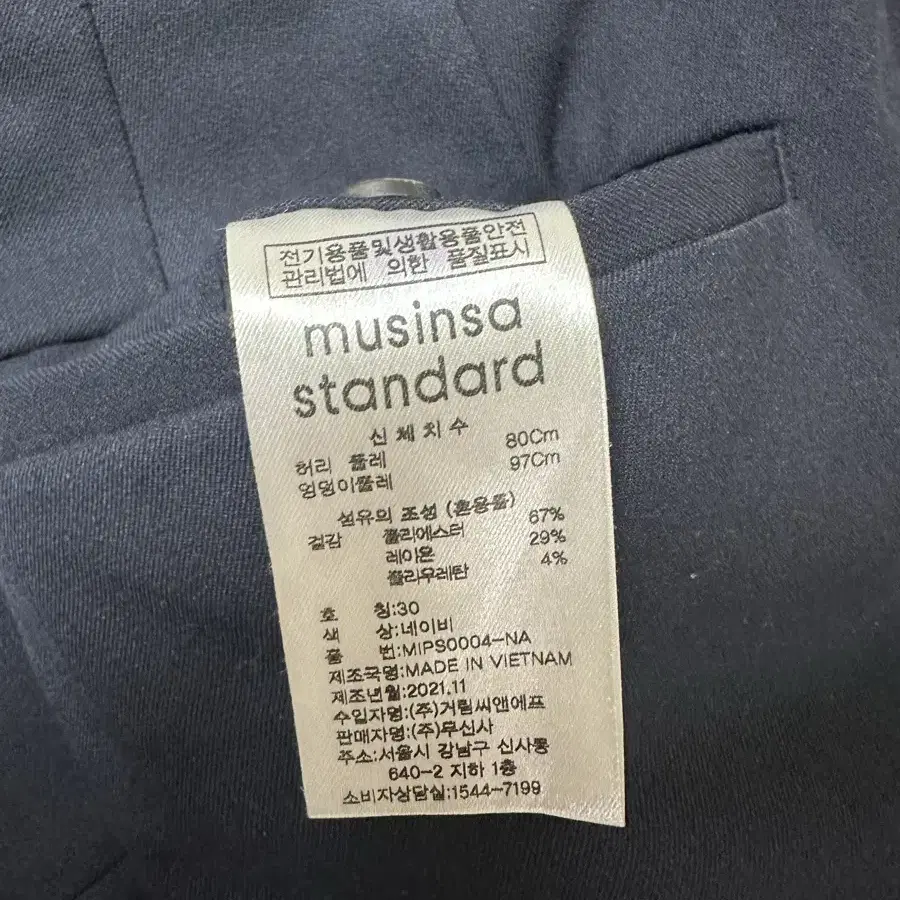 전기용품및생활용품안전
관리법에 의한 품질표시
musinsa
standard
신체치수
허리 둘레 80Cm
엉덩이둘레 97Cm
섬유의 조성 (혼용률)
겉감 폴리에스터 67%
레이온 29%
폴리우레탄 4%
호 칭:30
색 상:네이비
품 번:MIPS0004-NA
제조국명:MADE IN VIETNAM
제조년월:2021.11
수입자명:(주)거림씨앤에프
판매자명:(주)무신사
주소:서울시 강남구 신사동
640-2 지하 1층
소비자상담실:1544-7199